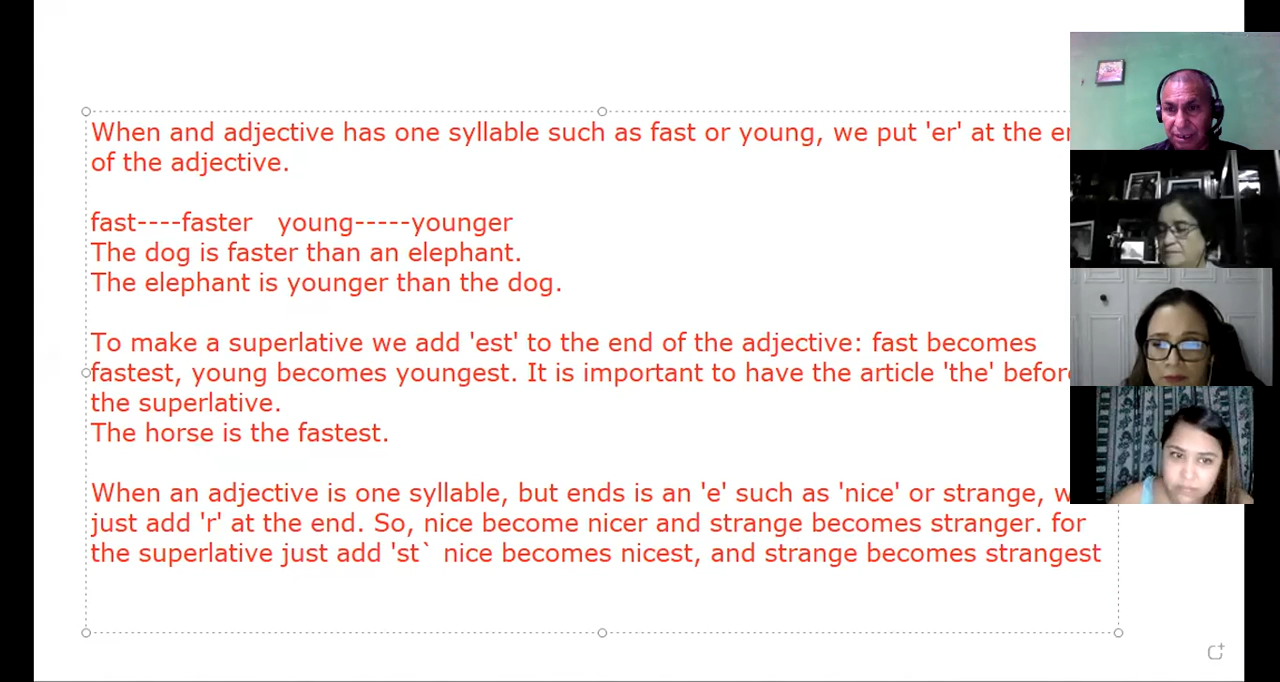 When and adjective has one syllable such as fast or young, we put 'er' at the
of the adjective.
fast----faster young-----younger
The dog is faster than an elephant.
The elephant is younger than the dog.
To make a superlative we add 'est' to the end of the adjective: fast becomes
fastest, young becomes youngest. It is important to have the article 'the' before
the superlative.
The horse is the fastest.
When an adjective is one syllable, but ends is an 'e' such as 'nice' or strange,
just add 'r' at the end. So, nice become nicer and strange becomes stranger. for
the superlative just add 'st` nice becomes nicest, and strange becomes strangest